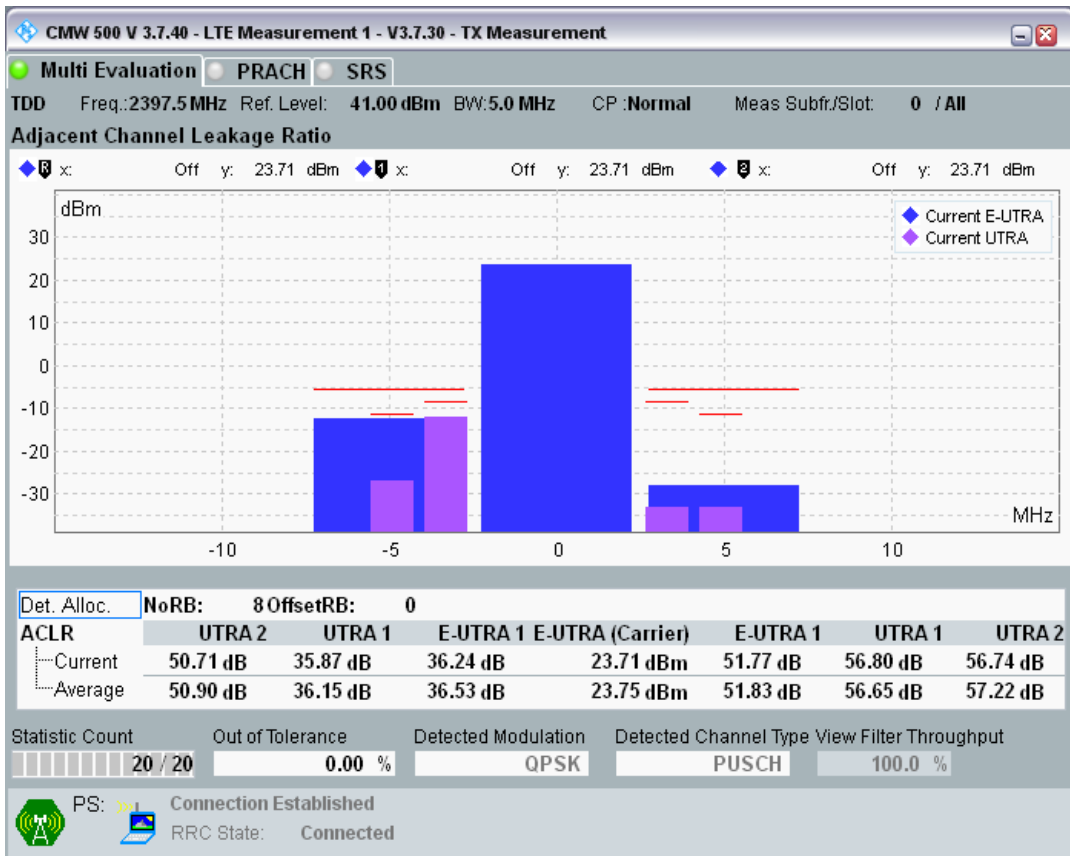 CMW 500 V 3.7.40 - LTE Measurement 1 - V3.7.30 - TX Measurement
Multi Evaluation PRACH SRS
TDD Freq.:2397.5 MHz Ref. Level: 41.00 dBm BW:5.0 MHz CP :Normal Meas Subfr./Slot: 0 / All
Adjacent Channel Leakage Ratio
R x: Off y: 23.71 dBm 1 x: Off y: 23.71 dBm 2 x: Off y: 23.71 dBm
dBm
Current E-UTRA
Current UTRA
30
20
10
0
-10
-20
-30
MHz
-10 -5 0 5 10
Det. Alloc. NoRB: 8 OffsetRB: 0
ACLR UTRA 2 UTRA 1 E-UTRA 1 E-UTRA (Carrier) E-UTRA 1 UTRA 1 UTRA 2
Current 50.71 dB 35.87 dB 36.24 dB 23.71 dBm 51.77 dB 56.80 dB 56.74 dB
Average 50.90 dB 36.15 dB 36.53 dB 23.75 dBm 51.83 dB 56.65 dB 57.22 dB
Statistic Count Out of Tolerance Detected Modulation Detected Channel Type View Filter Throughput
20 / 20 0.00 % QPSK PUSCH 100.0 %
PS: Connection Established
RRC State: Connected